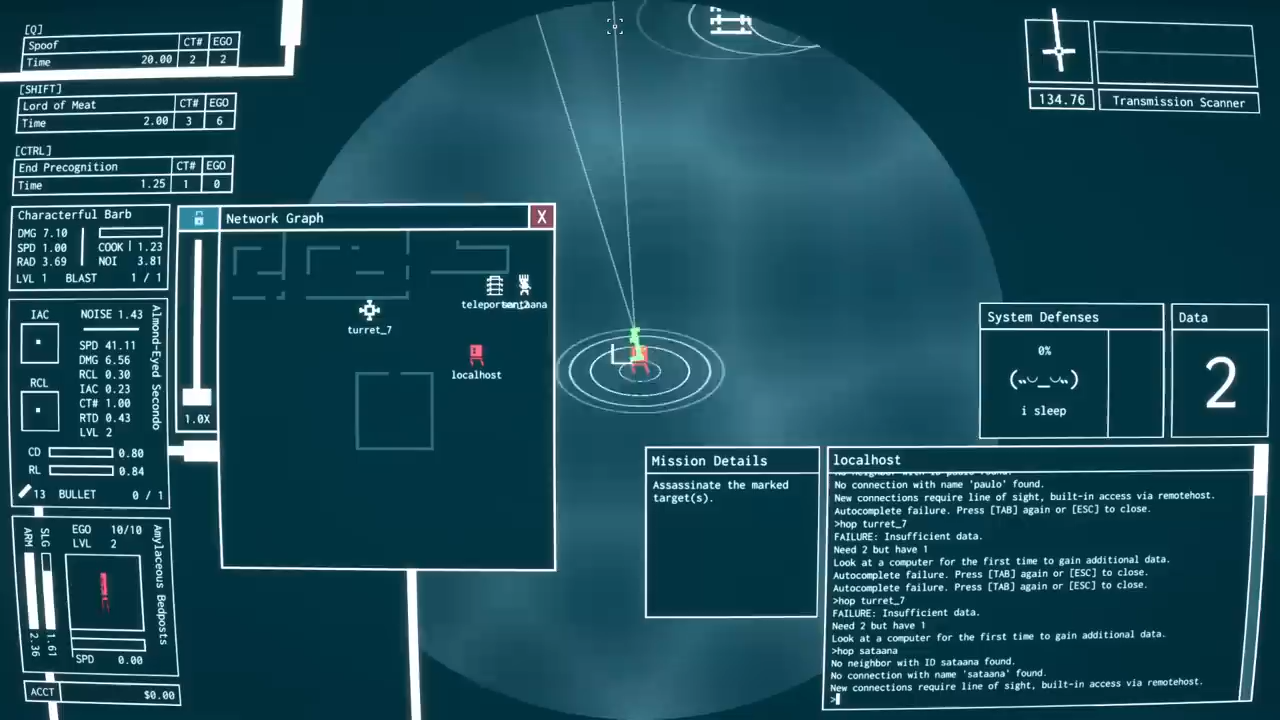 [Q]
Spoof CT# EGO
Time 20.00 2 2
[SHIFT]
Lord of Meat CT# EGO
Time 2.00 3 6
[CTRL]
End Precognition CT# EGO
Time 1.25 1 0
Characterful Barb
DMG 7.10
SPD 1.00 COOK 1.23
RAD 3.69 NOI 3.81
LVL 1 BLAST 1 / 1
IAC NOISE 1.43
SPD 41.11
DMG 6.56
RCL RCL 0.30
IAC 0.23
CT# 1.00
RTD 0.43
LVL 2
Almond-Eyed Secondo
CD 0.80
RL 0.84
13 BULLET 0 / 1
ARM SLG
2.36 1.61
EGO 10/10
LVL 2
Amylaceous Bedposts
SPD 0.00
ACCT $0.00
Network Graph X
1.0X
teleporter_2
turret_7
localhost
134.76 Transmission Scanner
System Defenses
0%
i sleep
Data
2
Mission Details
Assassinate the marked
target(s).
localhost
No connection with name 'paulo' found.
New connections require line of sight, built-in access via remotehost.
Autocomplete failure. Press [TAB] again or [ESC] to close.
>hop turret_7
FAILURE: Insufficient data.
Need 2 but have 1
Look at a computer for the first time to gain additional data.
Autocomplete failure. Press [TAB] again or [ESC] to close.
Autocomplete failure. Press [TAB] again or [ESC] to close.
>hop turret_7
FAILURE: Insufficient data.
Need 2 but have 1
Look at a computer for the first time to gain additional data.
>hop sataana
No neighbor with ID sataana found.
No connection with name 'sataana' found.
New connections require line of sight, built-in access via remotehost.
>